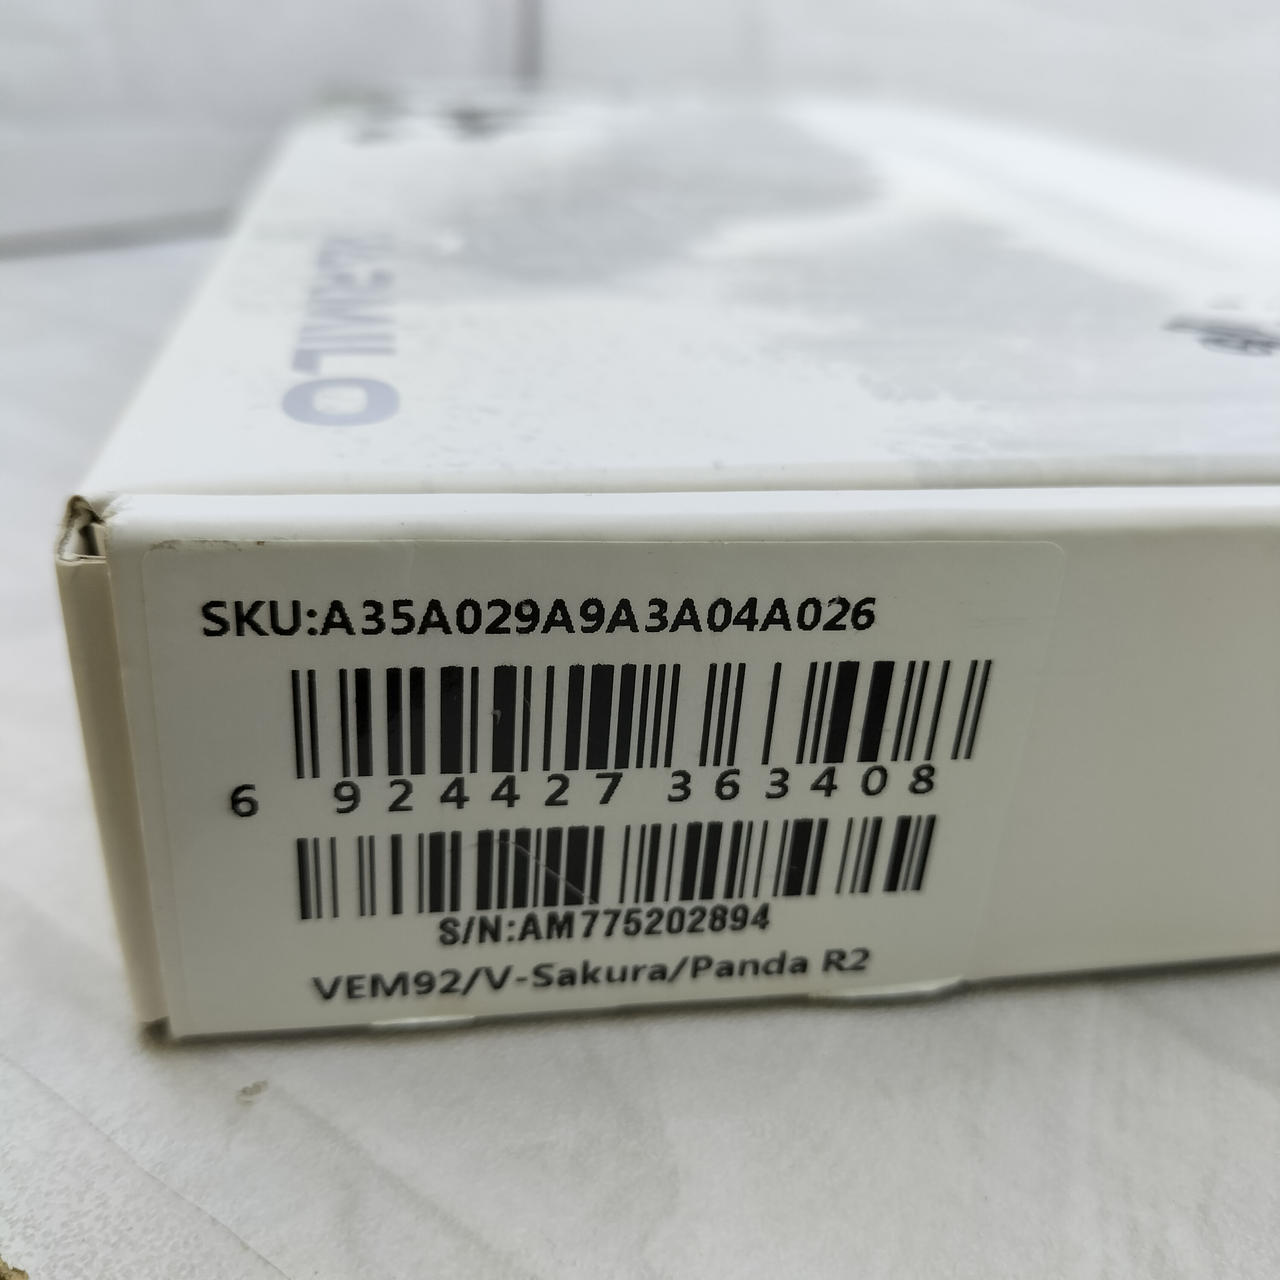 SKU:A35A029A9A3A04A026
6 924427 363408
S/N:AM775202894
VEM92/V-Sakura/Panda R2